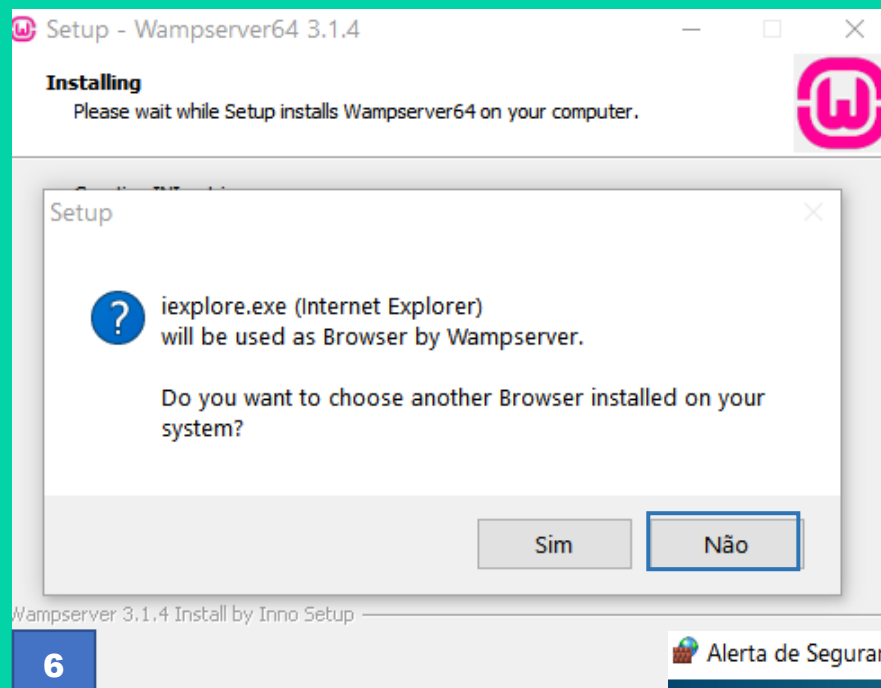 Setup - Wampserver64 3.1.4
Installing
Please wait while Setup installs Wampserver64 on your computer.
Setup
iexplore.exe (Internet Explorer)
will be used as Browser by Wampserver.
Do you want to choose another Browser installed on your
system?
Sim
Não
Wampserver 3.1.4 Install by Inno Setup
6
Alerta de